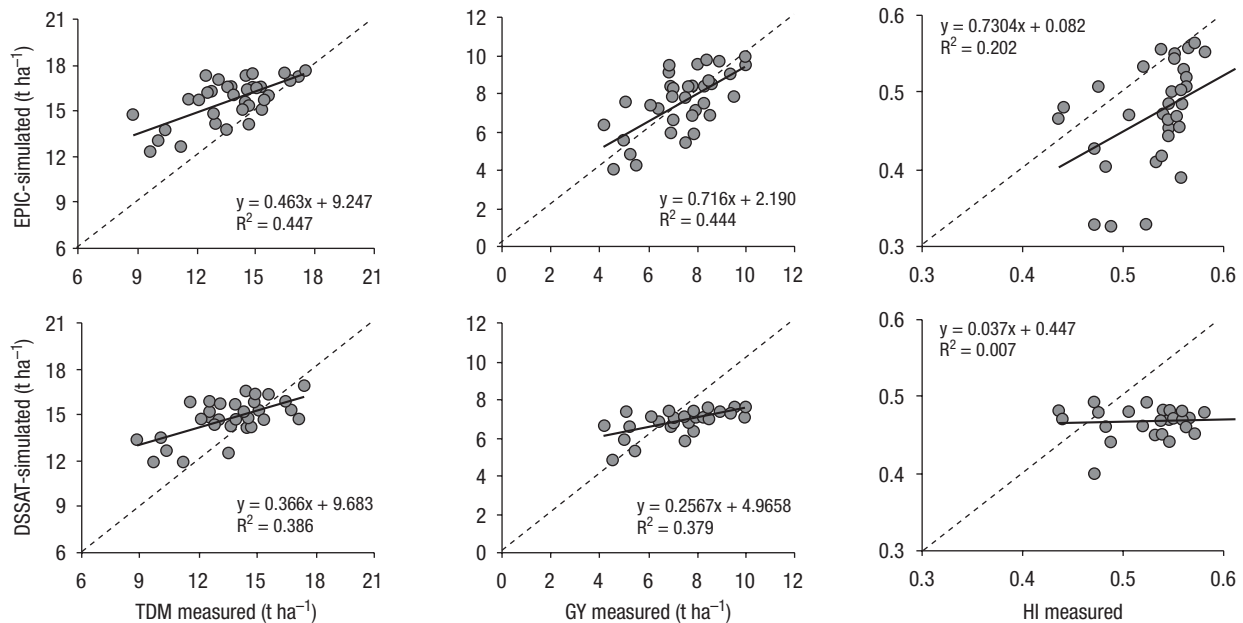 EPIC-simulated (t ha⁻¹)
21
18
15
12
9
6
6 9 12 15 18 21
y = 0.463x + 9.247
R² = 0.447
12
10
8
6
4
2
0
0 2 4 6 8 10 12
y = 0.716x + 2.190
R² = 0.444
0.6
0.5
0.4
0.3
0.3 0.4 0.5 0.6
y = 0.7304x + 0.082
R² = 0.202
DSSAT-simulated (t ha⁻¹)
21
18
15
12
9
6
6 9 12 15 18 21
y = 0.366x + 9.683
R² = 0.386
TDM measured (t ha⁻¹)
12
10
8
6
4
2
0
0 2 4 6 8 10 12
y = 0.2567x + 4.9658
R² = 0.379
GY measured (t ha⁻¹)
0.6
0.5
0.4
0.3
0.3 0.4 0.5 0.6
y = 0.037x + 0.447
R² = 0.007
HI measured